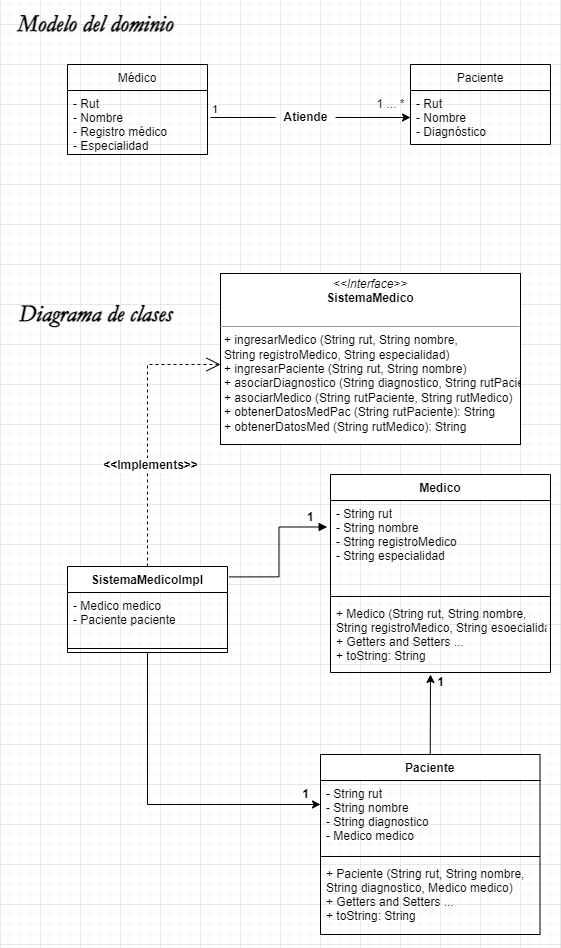 Modelo del dominio
Médico
- Rut
- Nombre
- Registro médico
- Especialidad
1
Atiende
1 ... *
Paciente
- Rut
- Nombre
- Diagnóstico
Diagrama de clases
<<Interface>>
SistemaMedico
+ ingresarMedico (String rut, String nombre,
String registroMedico, String especialidad)
+ ingresarPaciente (String rut, String nombre)
+ asociarDiagnostico (String diagnostico, String rutPacie
+ asociarMedico (String rutPaciente, String rutMedico)
+ obtenerDatosMedPac (String rutPaciente): String
+ obtenerDatosMed (String rutMedico): String
<<Implements>>
SistemaMedicoImpl
- Medico medico
- Paciente paciente
1
Medico
- String rut
- String nombre
- String registroMedico
- String especialidad
+ Medico (String rut, String nombre,
String registroMedico, String esoecialida
+ Getters and Setters ...
+ toString: String
1
1
Paciente
- String rut
- String nombre
- String diagnostico
- Medico medico
+ Paciente (String rut, String nombre,
String diagnostico, Medico medico)
+ Getters and Setters ...
+ toString: String